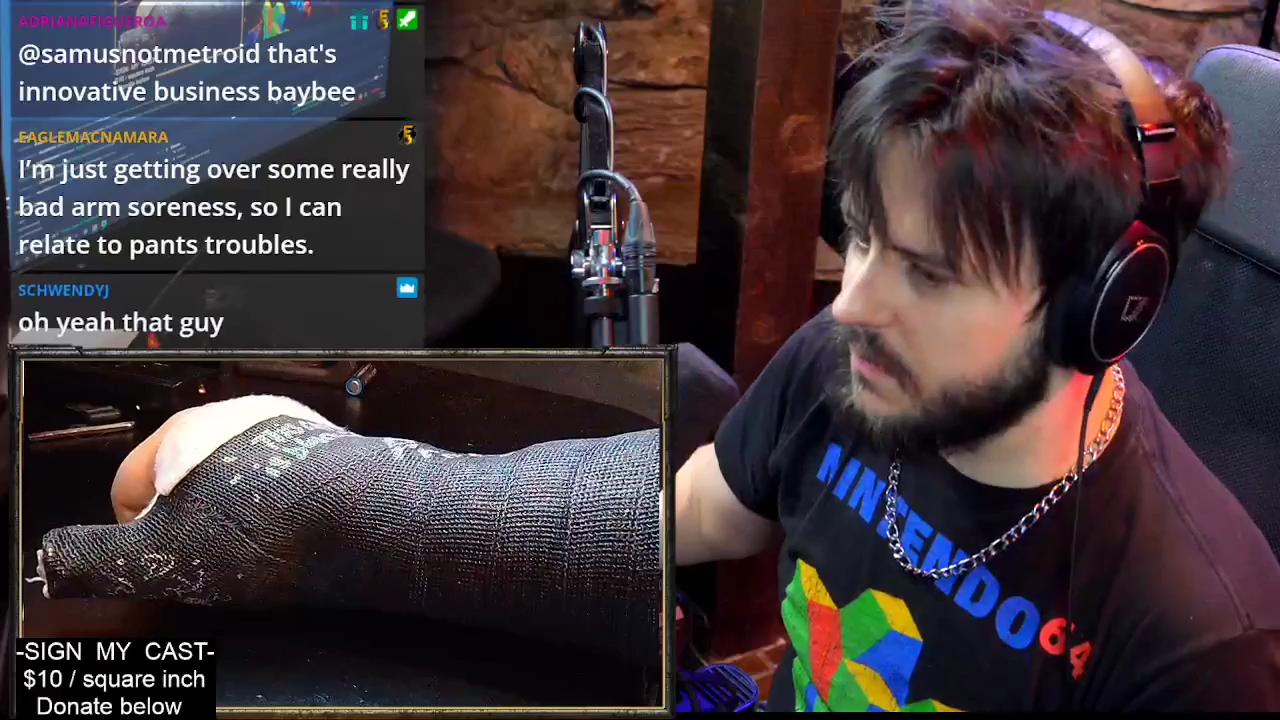 ADRIANAFIGUEROA
@samusnotmetroid that's
innovative business baybee
EAGLEMACNAMARA
I'm just getting over some really
bad arm soreness, so I can
relate to pants troubles.
SCHWENDYJ
oh yeah that guy
-SIGN MY CAST-
$10 / square inch
Donate below
NINTENDO64